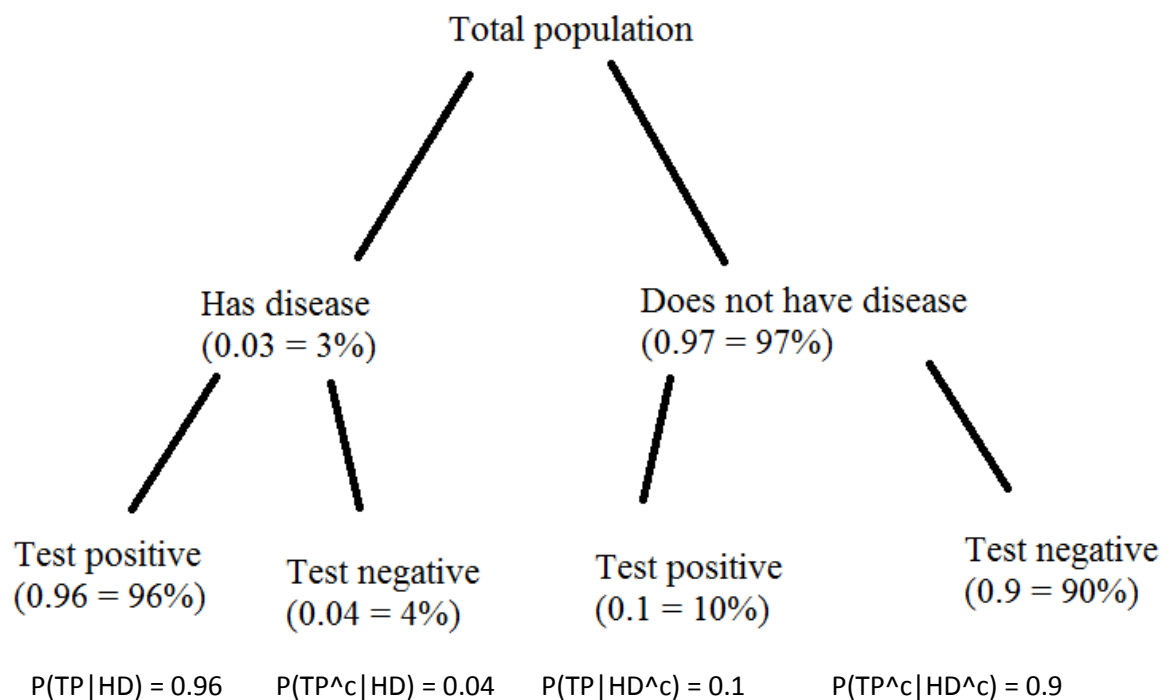 Total population
Has disease
(0.03 = 3%)
Does not have disease
(0.97 = 97%)
Test positive
(0.96 = 96%)
Test negative
(0.04 = 4%)
Test positive
(0.1 = 10%)
Test negative
(0.9 = 90%)
P(TP|HD) = 0.96 P(TP^c|HD) = 0.04 P(TP|HD^c) = 0.1 P(TP^c|HD^c) = 0.9